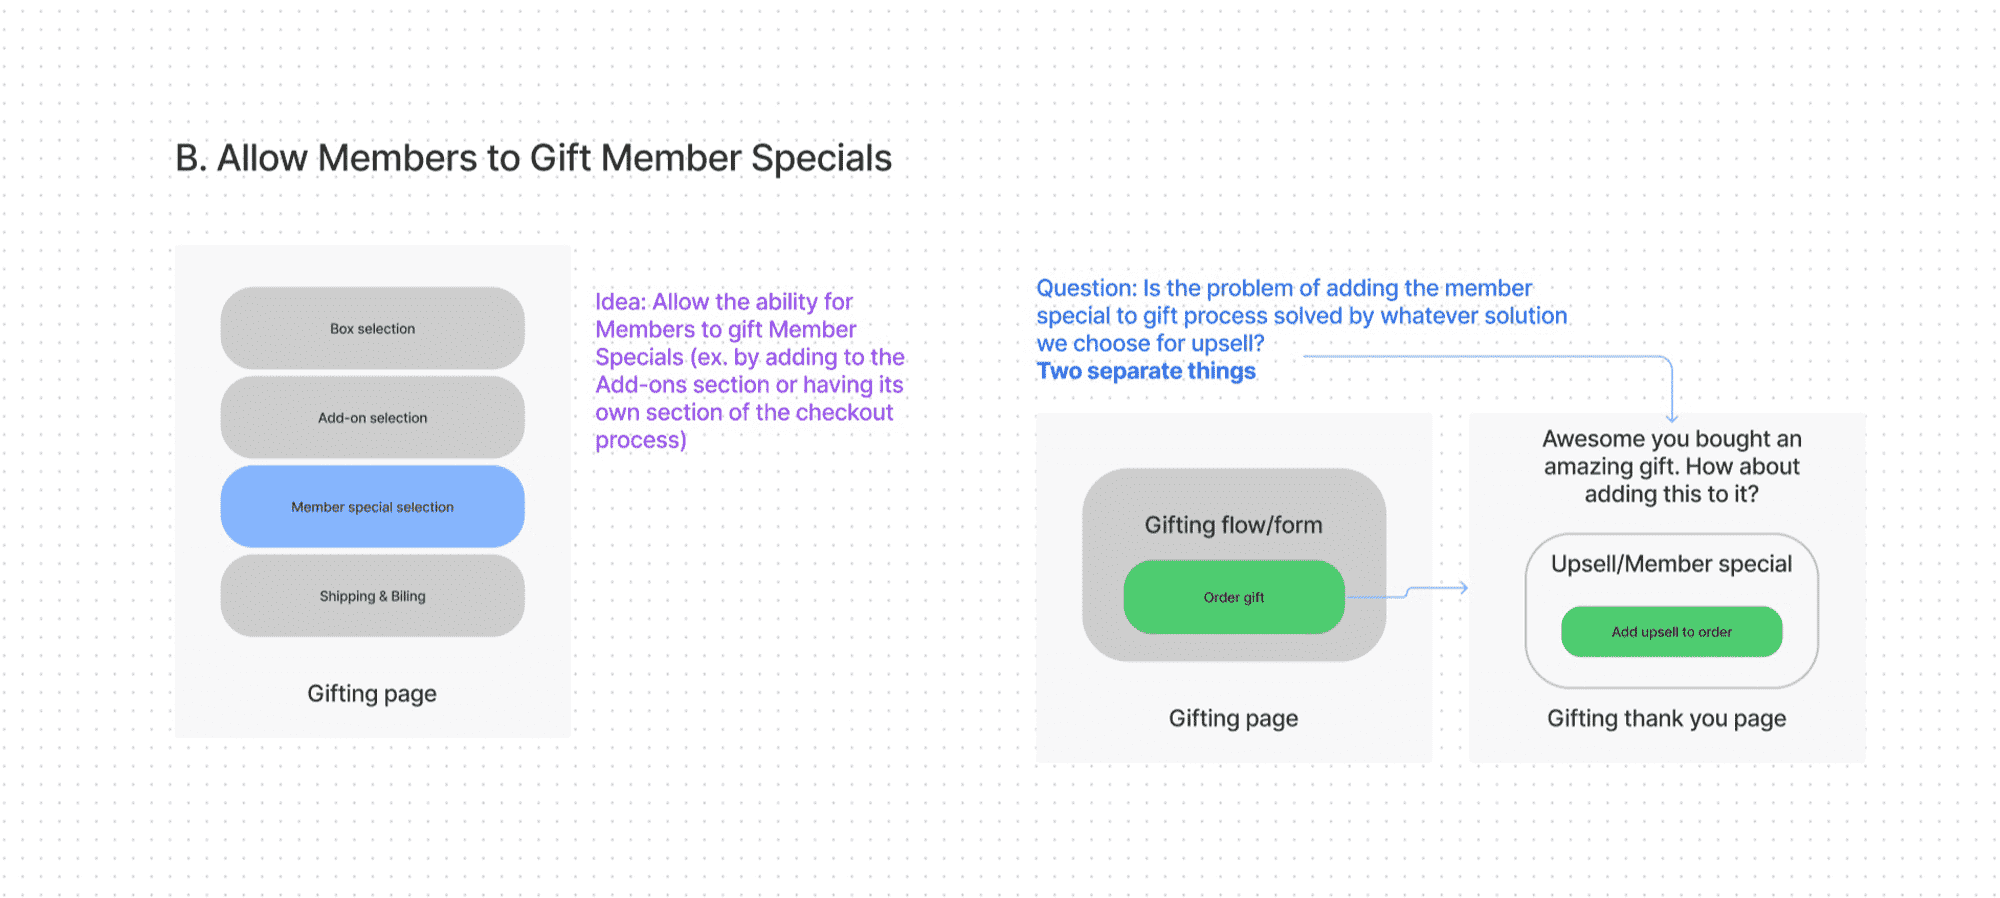 B. Allow Members to Gift Member Specials
Box selection
Add-on selection
Member special selection
Shipping & Biling
Gifting page
Idea: Allow the ability for
Members to gift Member
Specials (ex. by adding to the
Add-ons section or having its
own section of the checkout
process)
Question: Is the problem of adding the member
special to gift process solved by whatever solution
we choose for upsell?
Two separate things
Gifting flow/form
Order gift
Gifting page
Awesome you bought an
amazing gift. How about
adding this to it?
Upsell/Member special
Add upsell to order
Gifting thank you page